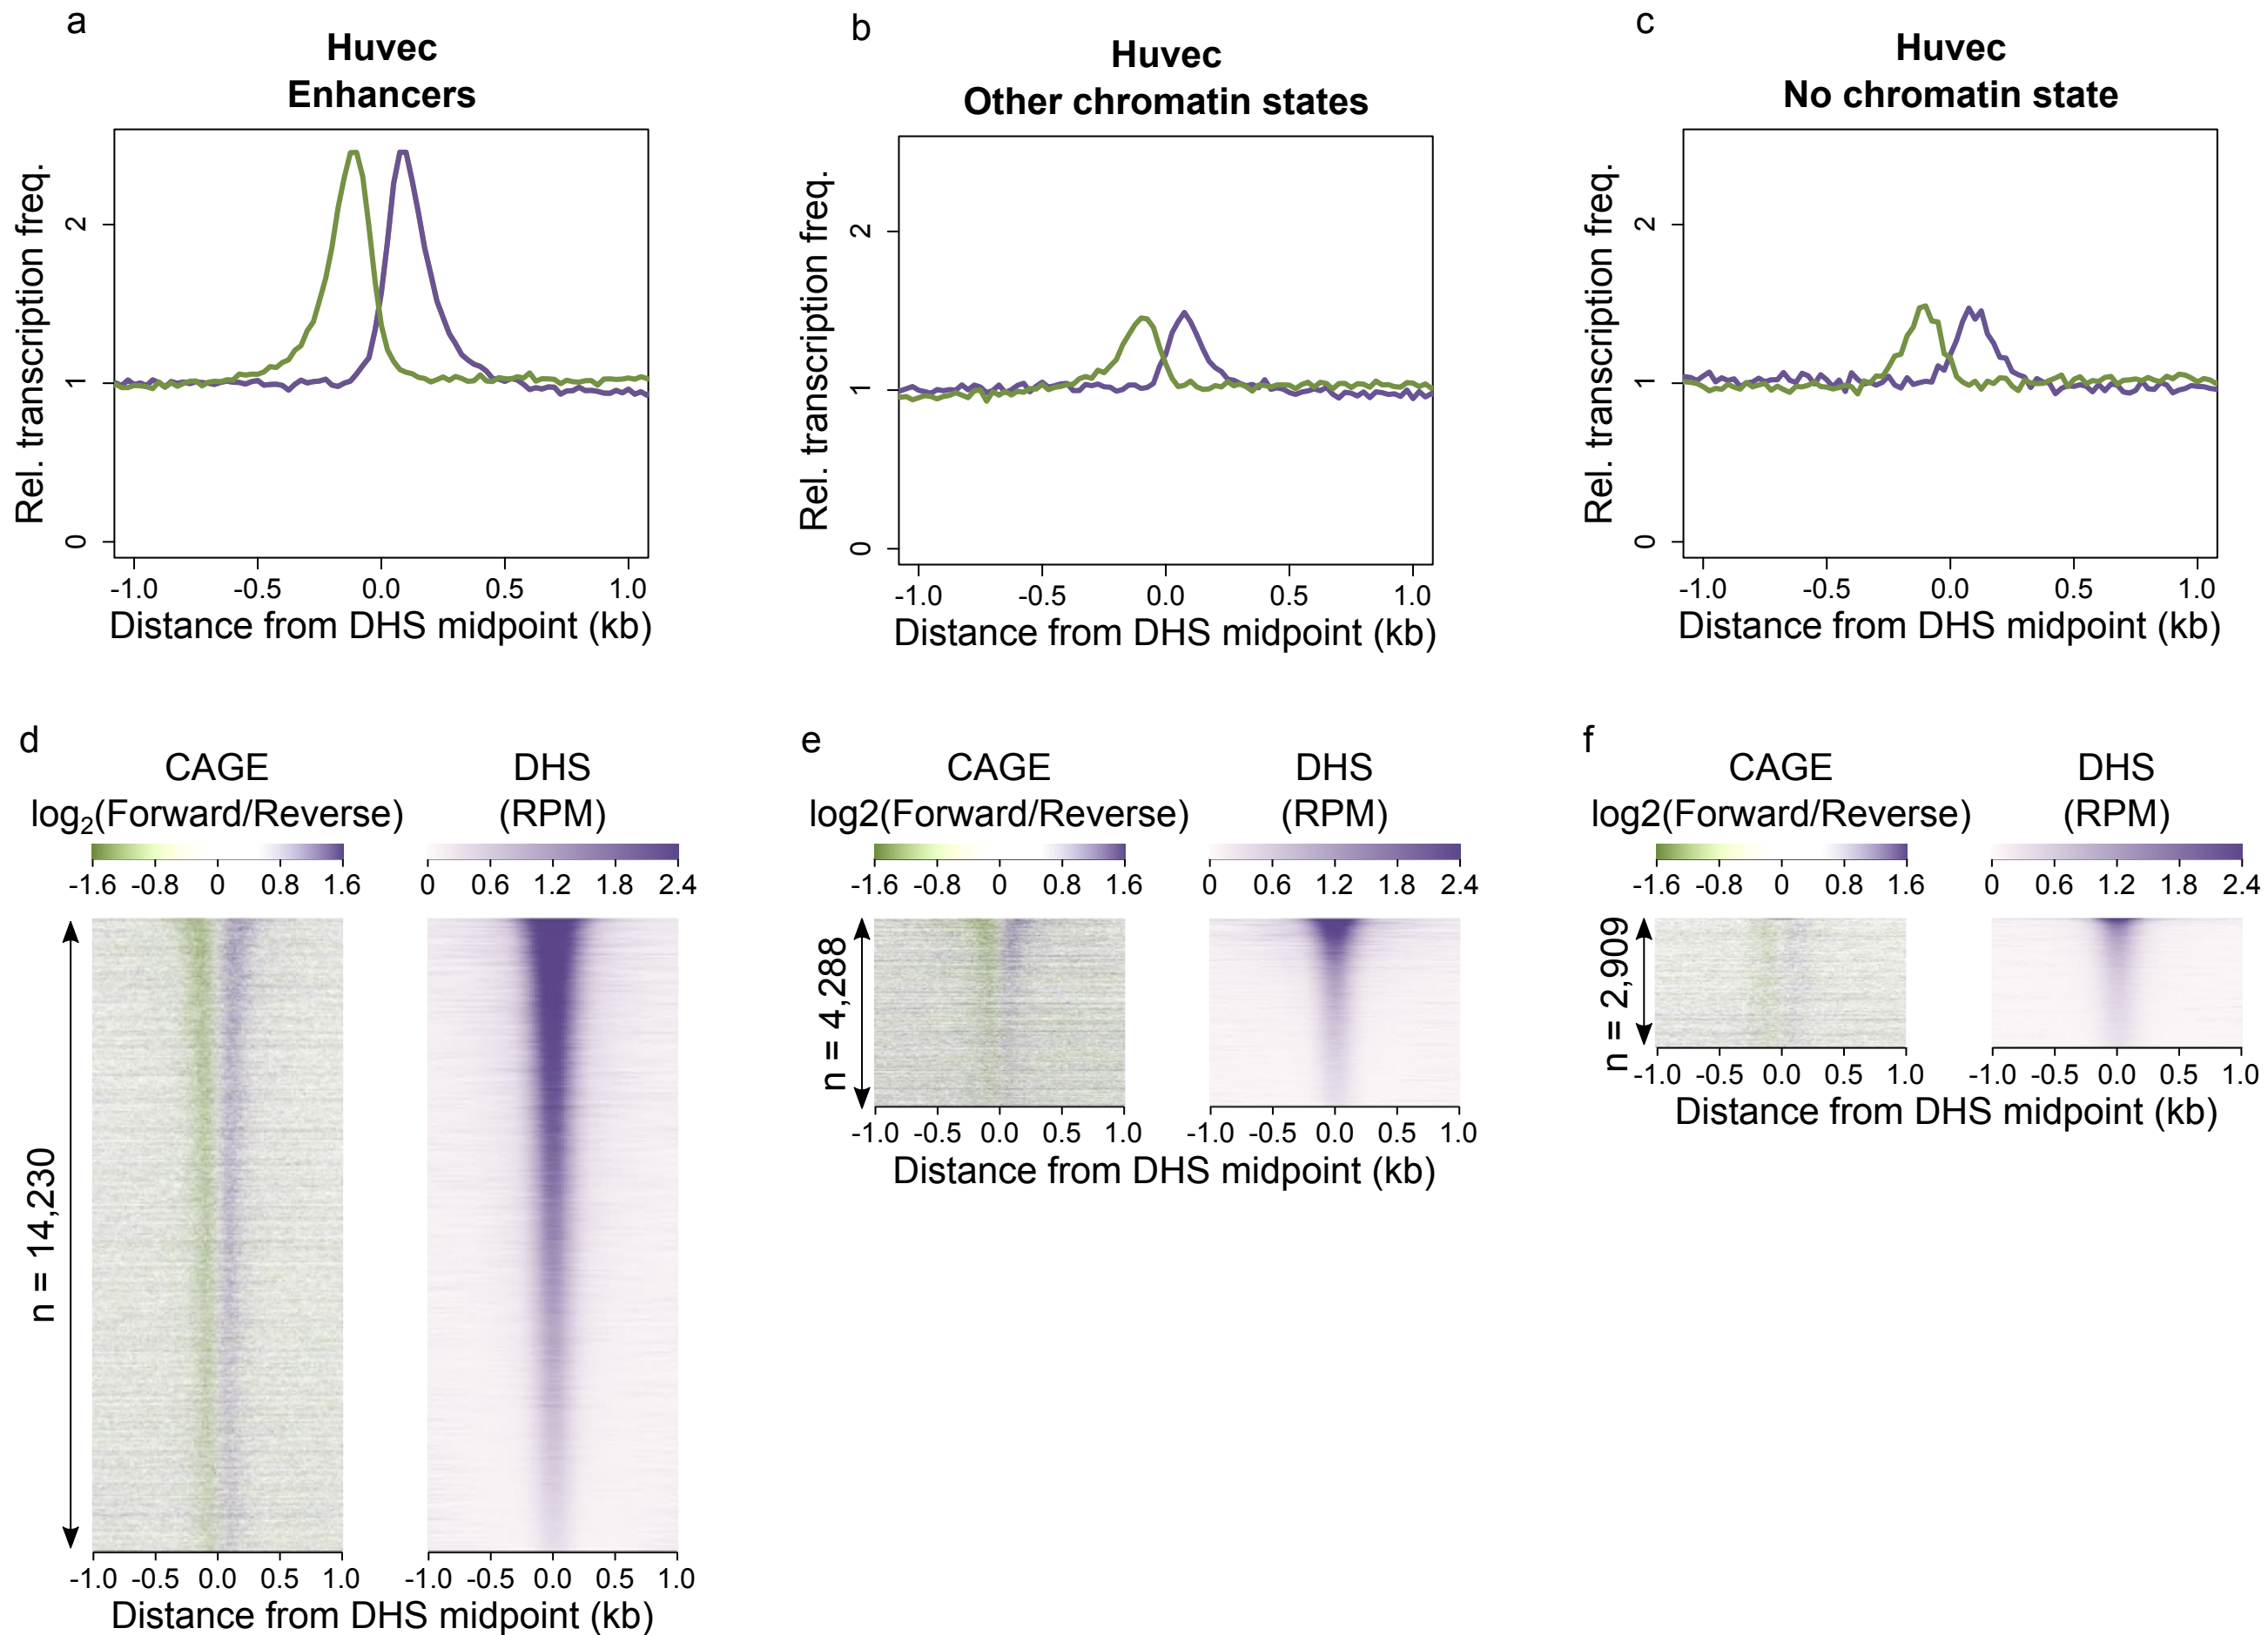 a
Huvec
Enhancers
Rel. transcription freq.
2
1
0
-1.0 -0.5 0.0 0.5 1.0
Distance from DHS midpoint (kb)
b
Huvec
Other chromatin states
Rel. transcription freq.
2
1
0
-1.0 -0.5 0.0 0.5 1.0
Distance from DHS midpoint (kb)
c
Huvec
No chromatin state
Rel. transcription freq.
2
1
0
-1.0 -0.5 0.0 0.5 1.0
Distance from DHS midpoint (kb)
d
CAGE
log₂(Forward/Reverse)
-1.6 -0.8 0 0.8 1.6
DHS
(RPM)
0 0.6 1.2 1.8 2.4
n = 14,230
-1.0 -0.5 0.0 0.5 1.0
-1.0 -0.5 0.0 0.5 1.0
Distance from DHS midpoint (kb)
e
CAGE
log2(Forward/Reverse)
-1.6 -0.8 0 0.8 1.6
DHS
(RPM)
0 0.6 1.2 1.8 2.4
n = 4,288
-1.0 -0.5 0.0 0.5 1.0
-1.0 -0.5 0.0 0.5 1.0
Distance from DHS midpoint (kb)
f
CAGE
log2(Forward/Reverse)
-1.6 -0.8 0 0.8 1.6
DHS
(RPM)
0 0.6 1.2 1.8 2.4
n = 2,909
-1.0 -0.5 0.0 0.5 1.0
-1.0 -0.5 0.0 0.5 1.0
Distance from DHS midpoint (kb)